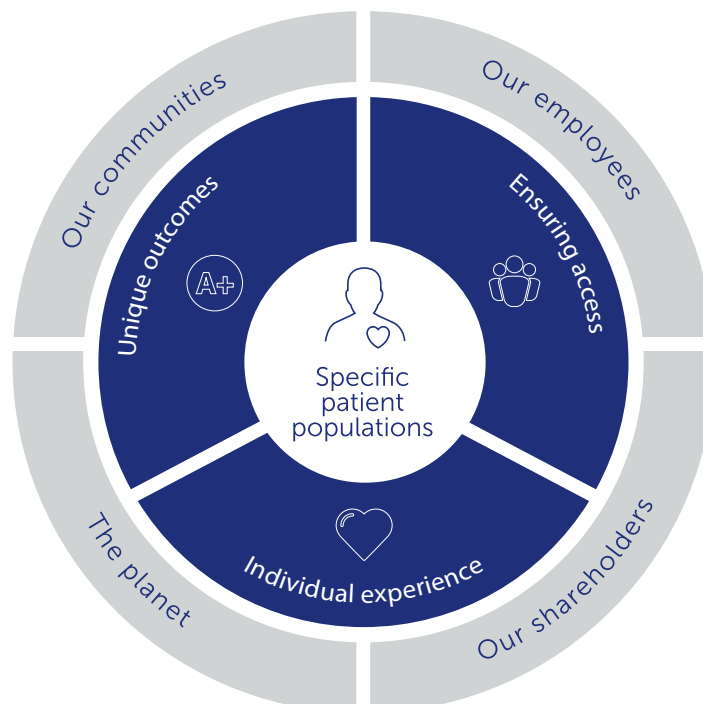 Our communities
Our employees
Unique outcomes
A+
Ensuring access
Specific
patient
populations
Individual experience
The planet
Our shareholders